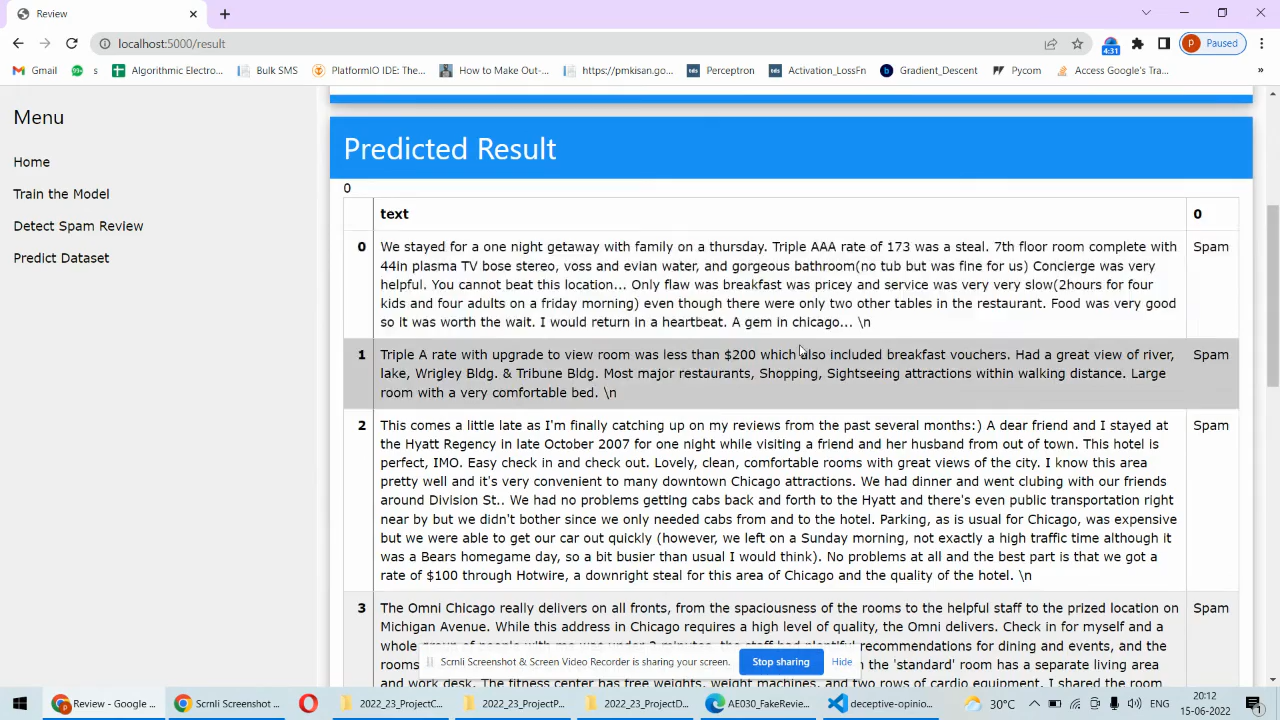 Review
localhost:5000/result
4:31
P
Paused
Gmail
99+
s
Algorithmic Electro...
Bulk SMS
PlatformIO IDE: The...
How to Make Out-...
https://pmkisan.go...
tds
Perceptron
tds
Activation_LossFn
b
Gradient_Descent
Pycom
Access Google's Tra...
»
Menu
Home
Train the Model
Detect Spam Review
Predict Dataset
Predicted Result
0
text 0
0 We stayed for a one night getaway with family on a thursday. Triple AAA rate of 173 was a steal. 7th floor room complete with Spam
44in plasma TV bose stereo, voss and evian water, and gorgeous bathroom(no tub but was fine for us) Concierge was very
helpful. You cannot beat this location... Only flaw was breakfast was pricey and service was very very slow(2hours for four
kids and four adults on a friday morning) even though there were only two other tables in the restaurant. Food was very good
so it was worth the wait. I would return in a heartbeat. A gem in chicago... \n
1 Triple A rate with upgrade to view room was less than $200 which also included breakfast vouchers. Had a great view of river, Spam
lake, Wrigley Bldg. & Tribune Bldg. Most major restaurants, Shopping, Sightseeing attractions within walking distance. Large
room with a very comfortable bed. \n
2 This comes a little late as I'm finally catching up on my reviews from the past several months:) A dear friend and I stayed at Spam
the Hyatt Regency in late October 2007 for one night while visiting a friend and her husband from out of town. This hotel is
perfect, IMO. Easy check in and check out. Lovely, clean, comfortable rooms with great views of the city. I know this area
pretty well and it's very convenient to many downtown Chicago attractions. We had dinner and went clubing with our friends
around Division St.. We had no problems getting cabs back and forth to the Hyatt and there's even public transportation right
near by but we didn't bother since we only needed cabs from and to the hotel. Parking, as is usual for Chicago, was expensive
but we were able to get our car out quickly (however, we left on a Sunday morning, not exactly a high traffic time although it
was a Bears homegame day, so a bit busier than usual I would think). No problems at all and the best part is that we got a
rate of $100 through Hotwire, a downright steal for this area of Chicago and the quality of the hotel. \n
3 The Omni Chicago really delivers on all fronts, from the spaciousness of the rooms to the helpful staff to the prized location on Spam
Michigan Avenue. While this address in Chicago requires a high level of quality, the Omni delivers. Check in for myself and a
whole recommendations for dining and events, and the
rooms n the 'standard' room has a separate living area
and work desk. The fitness center has tree weights, weight machines, and two rows of cardio equipment. I shared the room
Scrnli Screenshot & Screen Video Recorder is sharing your screen.
Stop sharing
Hide
Review - Google ...
Scrnli Screenshot ...
2022_23_ProjectC...
2022_23_Projec...
2022_23_ProjectD...
AE030_FakeRevie...
deceptive-opinio...
30°C
20:12
15-06-2022
1